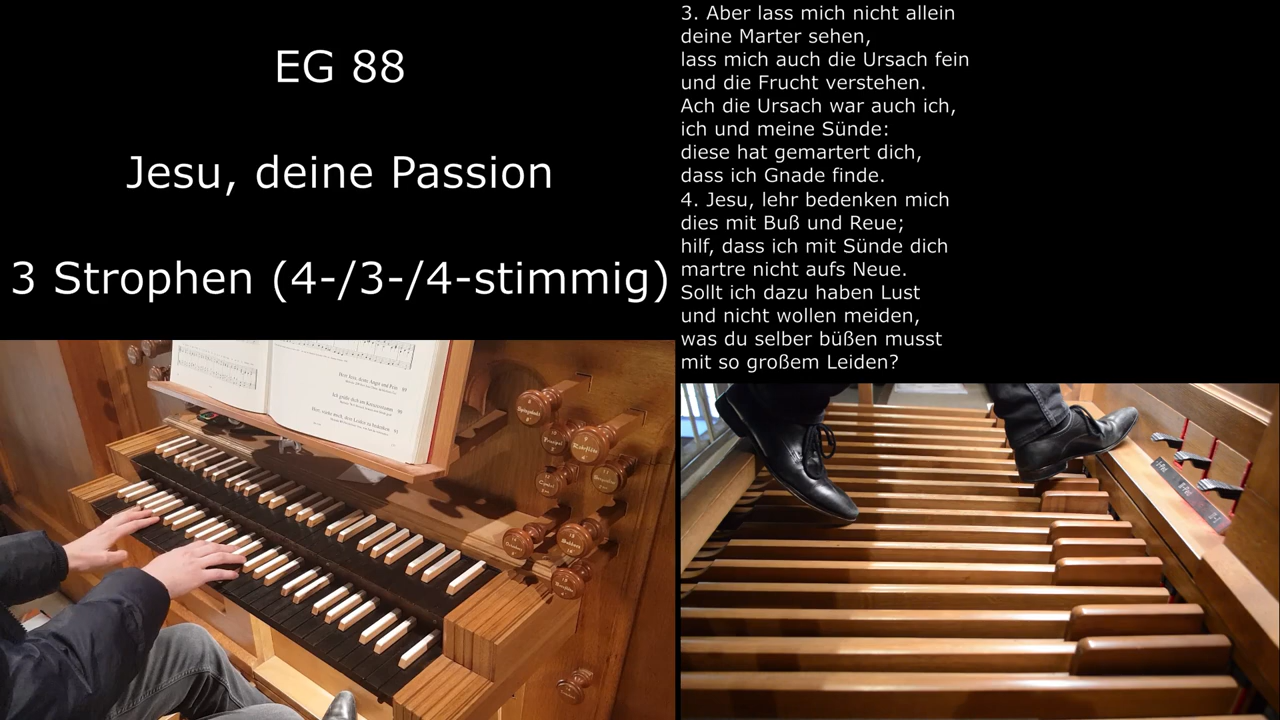 EG 88
Jesu, deine Passion
3 Strophen (4-/3-/4-stimmig)
3. Aber lass mich nicht allein
deine Marter sehen,
lass mich auch die Ursach fein
und die Frucht verstehen.
Ach die Ursach war auch ich,
ich und meine Sünde:
diese hat gemartert dich,
dass ich Gnade finde.
4. Jesu, lehr bedenken mich
dies mit Buß und Reue;
hilf, dass ich mit Sünde dich
martre nicht aufs Neue.
Sollt ich dazu haben Lust
und nicht wollen meiden,
was du selber büßen musst
mit so großem Leiden?